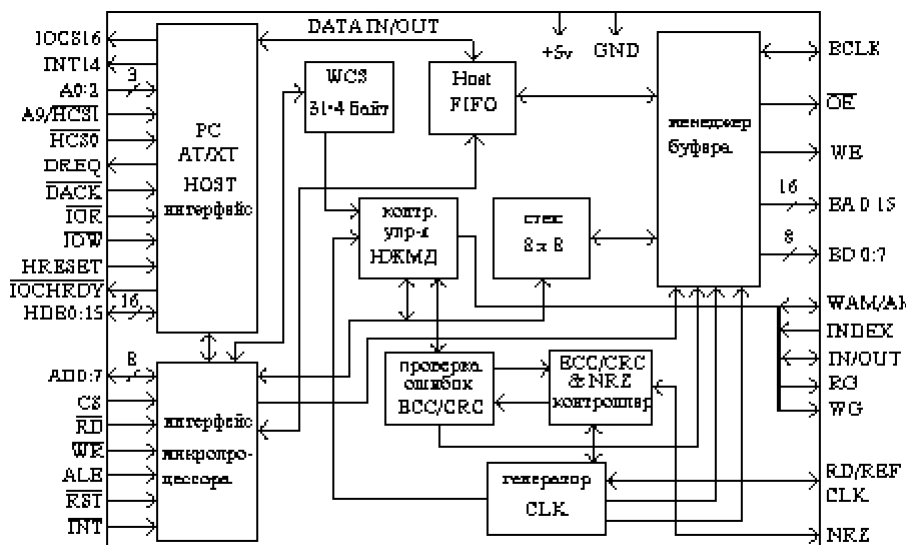 IOCS16
INT14
A0:2
3
A9/HCS1
HCS0
DREQ
DACK
IOR
IOW
HRESET
IOCHRDY
HDB0:15
16
AD0:7
8
CS
RD
WR
ALE
RST
INT
PC
AT/XT
HOST
интерфейс
интерфейс
микропро-
цессора
DATA IN/OUT
WCS
31*4 байт
Host
FIFO
+5v
GND
контр.
упр-я
НЖМД
стек
8 x 8
менеджер
буфера
проверка
ошибок
ECC/CRC
ECC/CRC
& NRZ
контроллер
генератор
CLK
BCLK
OE
WE
16
BA 0:15
8
BD 0:7
WAM/AM
INDEX
IN/OUT
RG
WG
RD/REF
CLK
NRZ